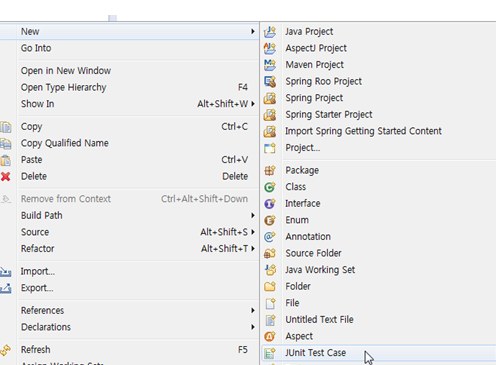 New
Go Into
Open in New Window
Open Type Hierarchy F4
Show In Alt+Shift+W
Copy Ctrl+C
Copy Qualified Name
Paste Ctrl+V
Delete Delete
Remove from Context Ctrl+Alt+Shift+Down
Build Path
Source Alt+Shift+S
Refactor Alt+Shift+T
Import...
Export...
References
Declarations
Refresh F5
Assign Working Sets...
Java Project
AspectJ Project
Maven Project
Spring Roo Project
Spring Project
Spring Starter Project
Import Spring Getting Started Content
Project...
Package
Class
Interface
Enum
Annotation
Source Folder
Java Working Set
Folder
File
Untitled Text File
Aspect
JUnit Test Case